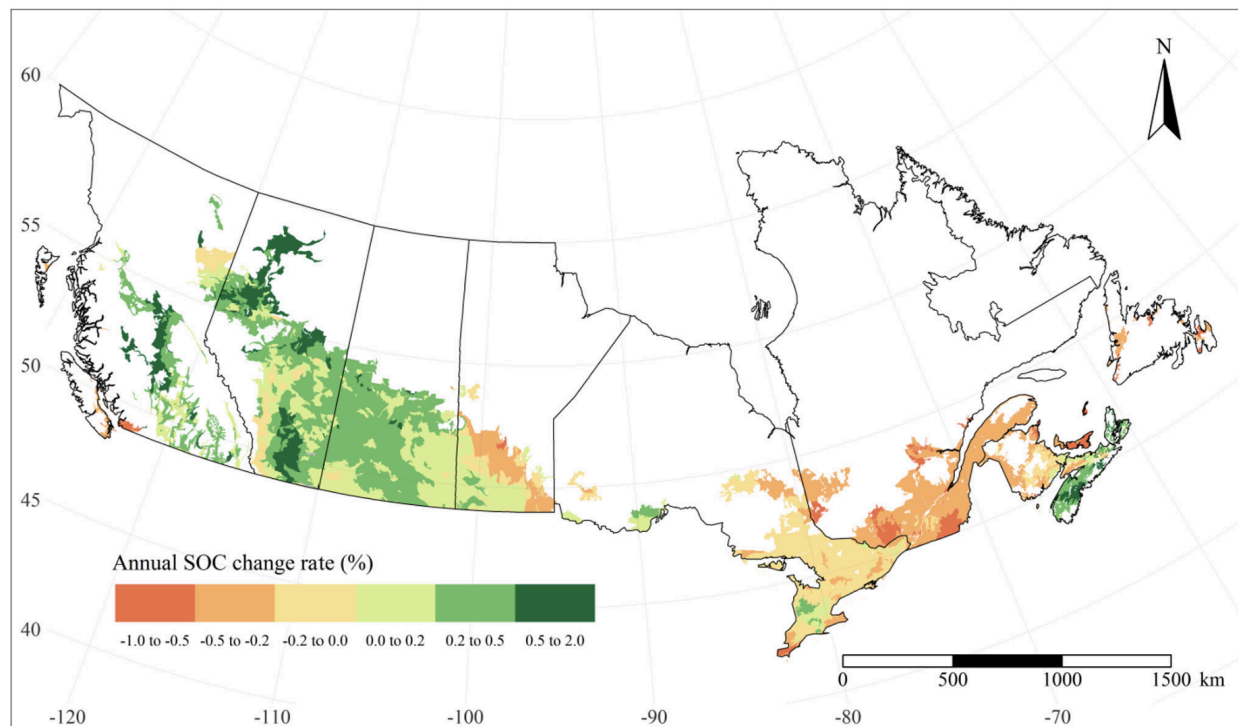 N
60
55
50
45
40
Annual SOC change rate (%)
-1.0 to -0.5 -0.5 to -0.2 -0.2 to 0.0 0.0 to 0.2 0.2 to 0.5 0.5 to 2.0
0 500 1000 1500 km
-120 -110 -100 -90 -80 -70